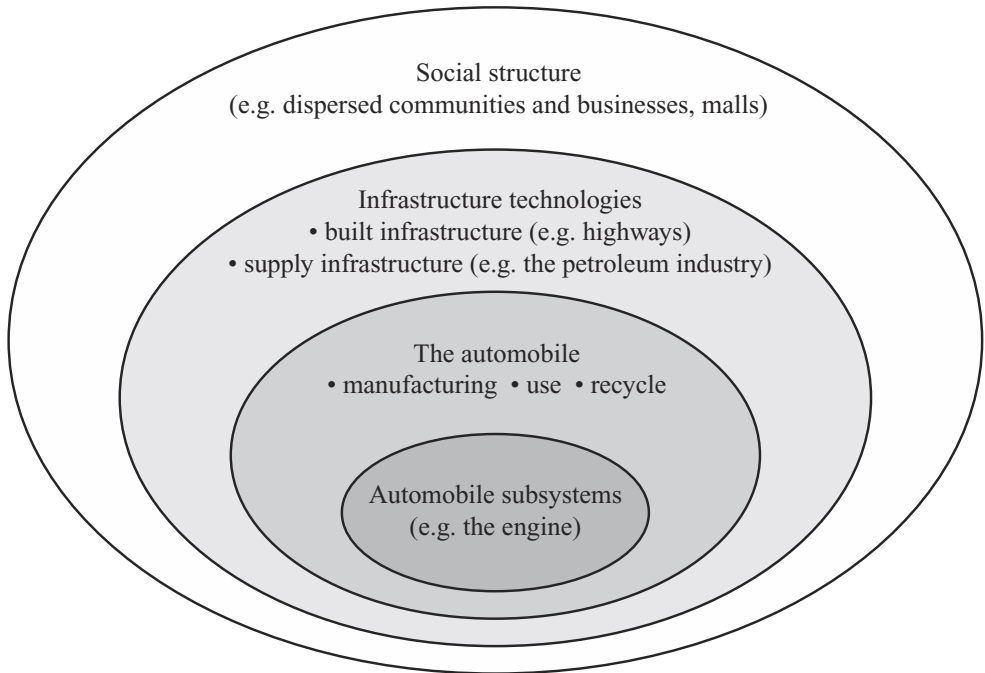 Social structure
(e.g. dispersed communities and businesses, malls)
Infrastructure technologies
• built infrastructure (e.g. highways)
• supply infrastructure (e.g. the petroleum industry)
The automobile
• manufacturing • use • recycle
Automobile subsystems
(e.g. the engine)